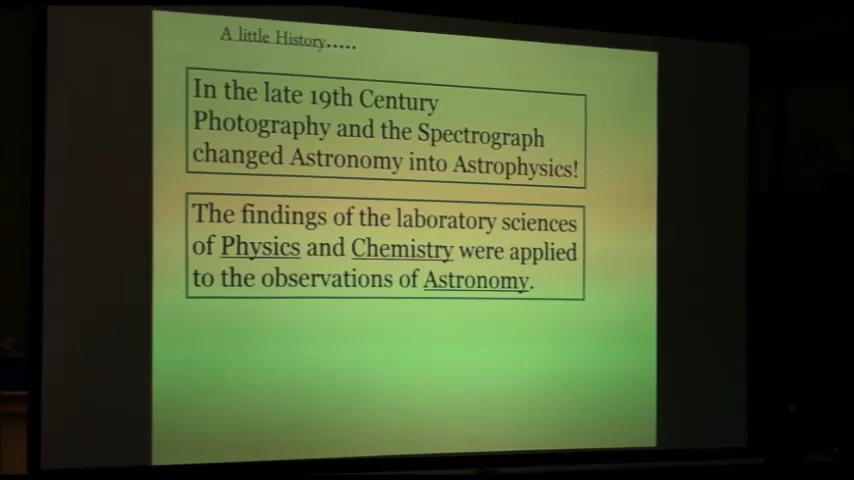 A little History.....
In the late 19th Century
Photography and the Spectrograph
changed Astronomy into Astrophysics!
The findings of the laboratory sciences
of Physics and Chemistry were applied
to the observations of Astronomy.